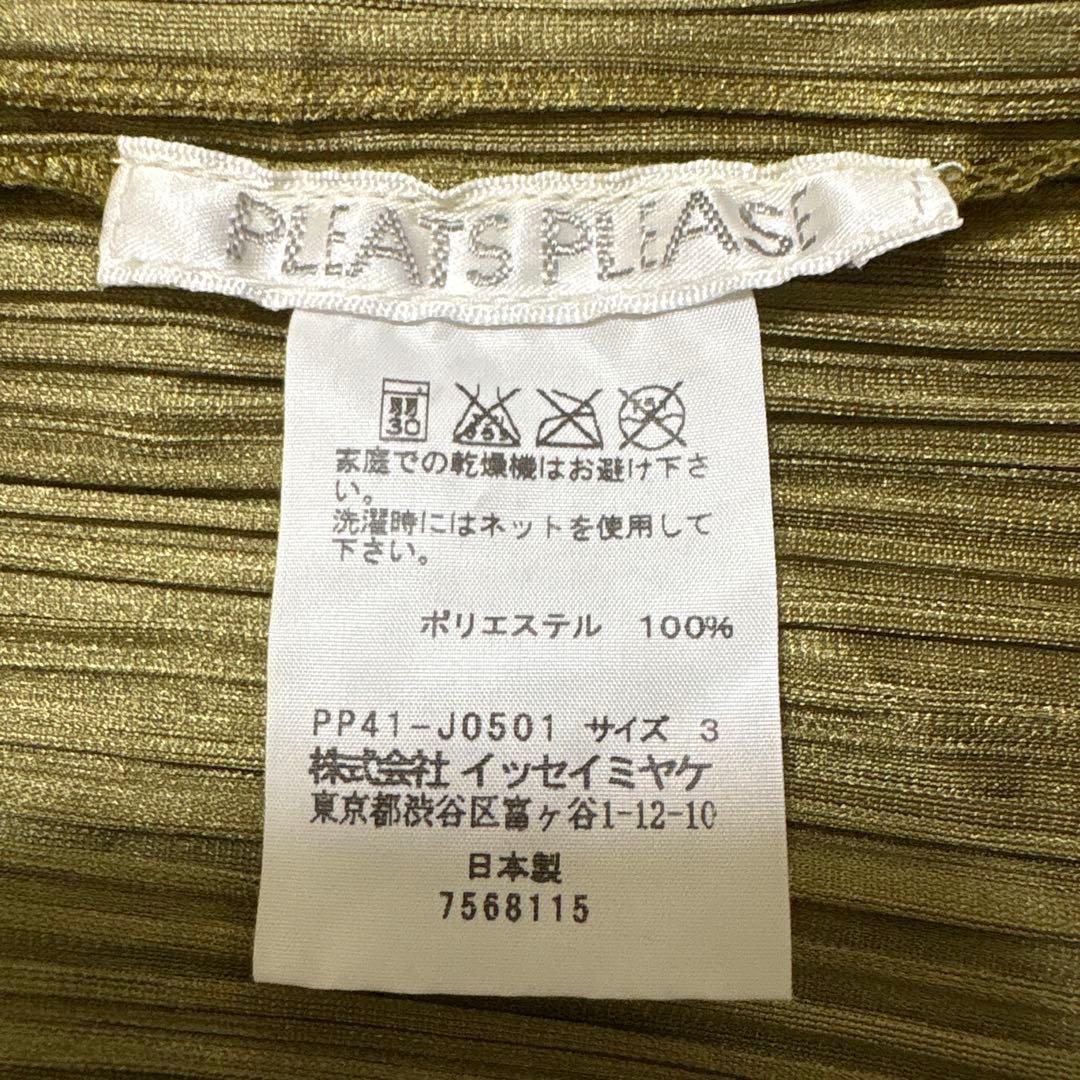 PLEATS PLEASE
弱
30
家庭での乾燥機はお避け下さ
い。
洗濯時にはネットを使用して
下さい。
ポリエステル 100%
PP41-J0501 サイズ 3
株式会社 イッセイミヤケ
東京都渋谷区富ヶ谷1-12-10
日本製
7568115